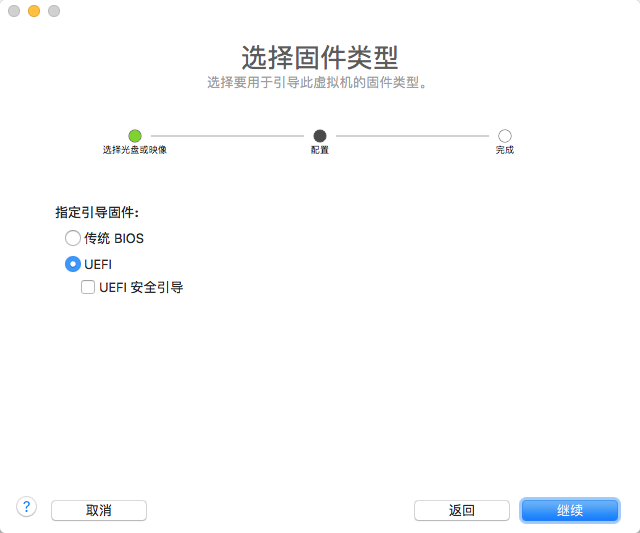 选择固件类型
选择要用于引导此虚拟机的固件类型。
选择光盘或映像
配置
完成
指定引导固件:
传统 BIOS
UEFI
UEFI 安全引导
?
取消
返回
继续